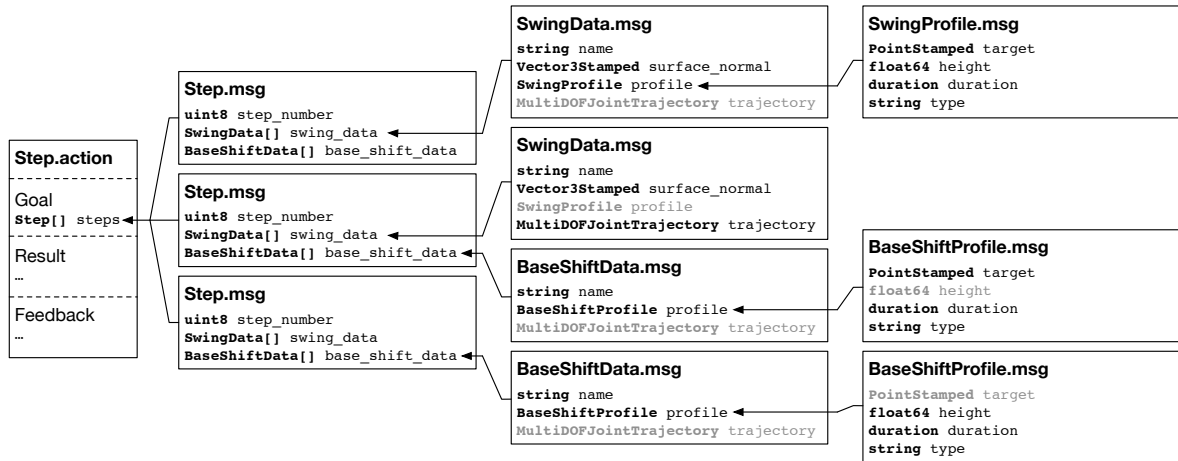 Step.action
Goal
Step[] steps
Result
…
Feedback
…
Step.msg
uint8 step_number
SwingData[] swing_data
BaseShiftData[] base_shift_data
Step.msg
uint8 step_number
SwingData[] swing_data
BaseShiftData[] base_shift_data
Step.msg
uint8 step_number
SwingData[] swing_data
BaseShiftData[] base_shift_data
SwingData.msg
string name
Vector3Stamped surface_normal
SwingProfile profile
MultiDOFJointTrajectory trajectory
SwingData.msg
string name
Vector3Stamped surface_normal
SwingProfile profile
MultiDOFJointTrajectory trajectory
BaseShiftData.msg
string name
BaseShiftProfile profile
MultiDOFJointTrajectory trajectory
BaseShiftData.msg
string name
BaseShiftProfile profile
MultiDOFJointTrajectory trajectory
SwingProfile.msg
PointStamped target
float64 height
duration duration
string type
BaseShiftProfile.msg
PointStamped target
float64 height
duration duration
string type
BaseShiftProfile.msg
PointStamped target
float64 height
duration duration
string type